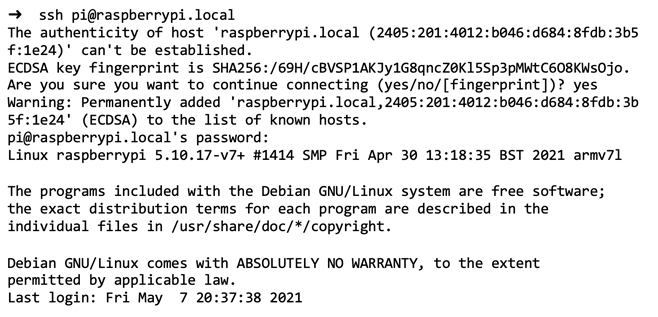 ➜  ssh pi@raspberrypi.local
The authenticity of host 'raspberrypi.local (2405:201:4012:b046:d684:8fdb:3b5
f:1e24)' can't be established.
ECDSA key fingerprint is SHA256:/69H/cBVSP1AKJy1G8qncZ0Kl5Sp3pMWtC6O8KWsOjo.
Are you sure you want to continue connecting (yes/no/[fingerprint])? yes
Warning: Permanently added 'raspberrypi.local,2405:201:4012:b046:d684:8fdb:3b
5f:1e24' (ECDSA) to the list of known hosts.
pi@raspberrypi.local's password:
Linux raspberrypi 5.10.17-v7+ #1414 SMP Fri Apr 30 13:18:35 BST 2021 armv7l

The programs included with the Debian GNU/Linux system are free software;
the exact distribution terms for each program are described in the
individual files in /usr/share/doc/*/copyright.

Debian GNU/Linux comes with ABSOLUTELY NO WARRANTY, to the extent
permitted by applicable law.
Last login: Fri May  7 20:37:38 2021